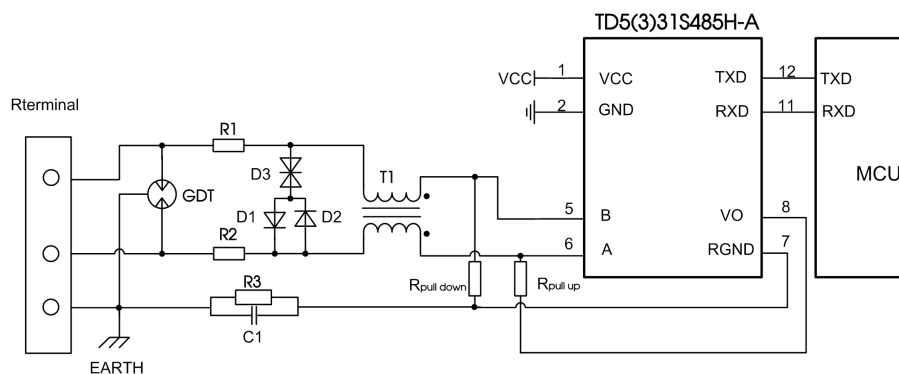 TD5(3)31S485H-A
VCC 1 VCC TXD 12 TXD
2 GND RXD 11 RXD
Rterminal
R1
D3 T1 MCU
GDT
D1 D2 5 B VO 8
R2 6 A RGND 7
R3 Rpull down Rpull up
C1
EARTH